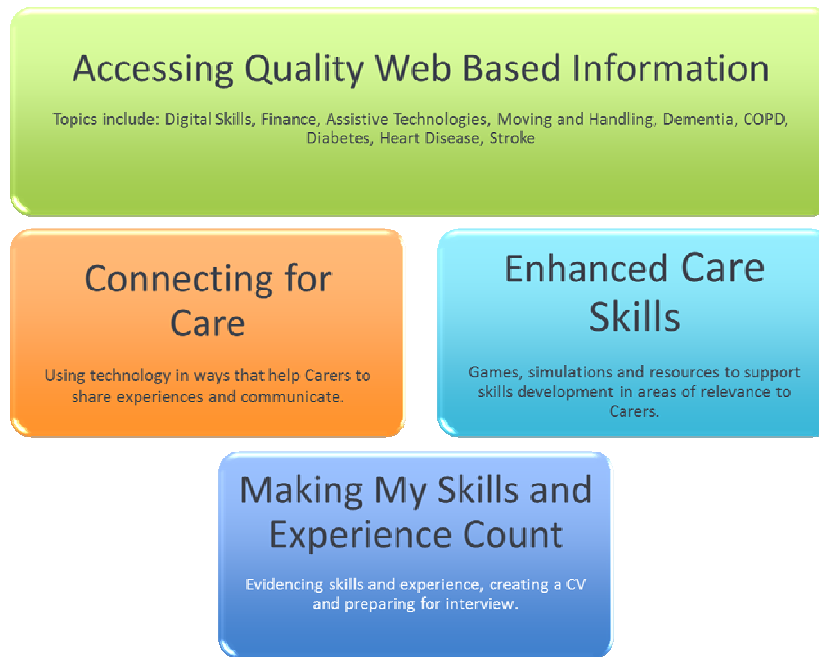 Accessing Quality Web Based Information
Topics include: Digital Skills, Finance, Assistive Technologies, Moving and Handling, Dementia, COPD,
Diabetes, Heart Disease, Stroke
Connecting for
Care
Using technology in ways that help Carers to
share experiences and communicate.
Enhanced Care
Skills
Games, simulations and resources to support
skills development in areas of relevance to
Carers.
Making My Skills and
Experience Count
Evidencing skills and experience, creating a CV
and preparing for interview.